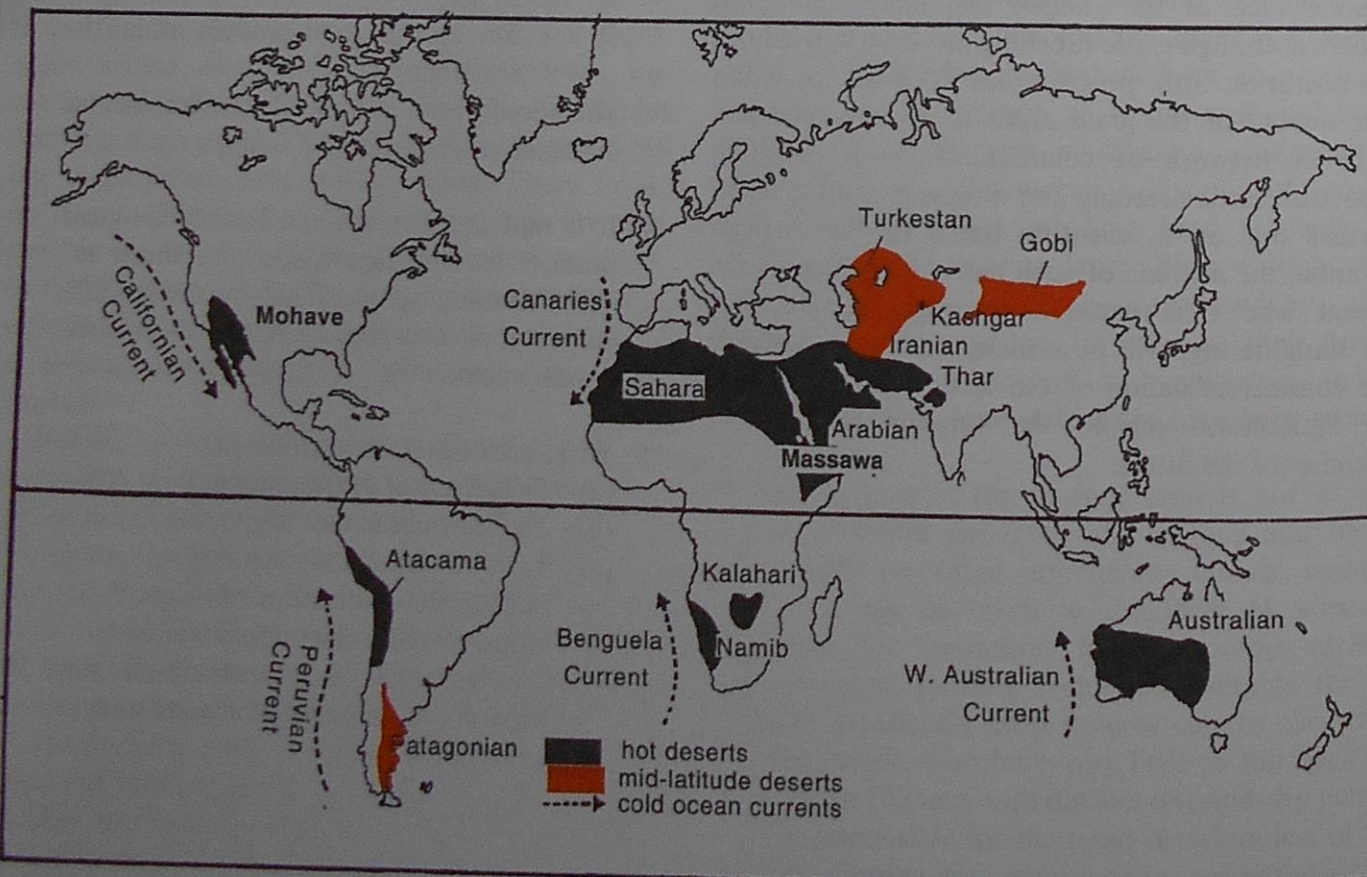 Turkestan
Gobi
Californian
Current
Mohave
Canaries
Current
Kashgar
Iranian
Sahara
Thar
Arabian
Massawa
Atacama
Kalahari
Australian
Peruvian
Current
Benguela
Current
Namib
W. Australian
Current
atagonian
hot deserts
mid-latitude deserts
cold ocean currents